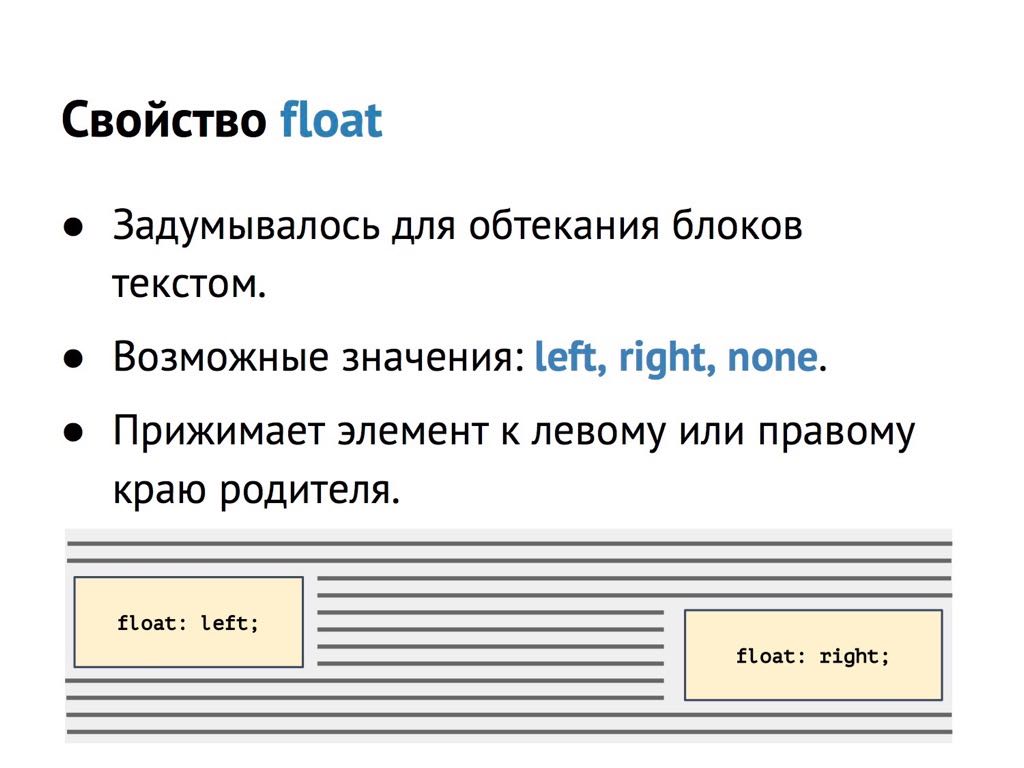 Свойство float
● Задумывалось для обтекания блоков
текстом.
● Возможные значения: left, right, none.
● Прижимает элемент к левому или правому
краю родителя.
float: left;
float: right;